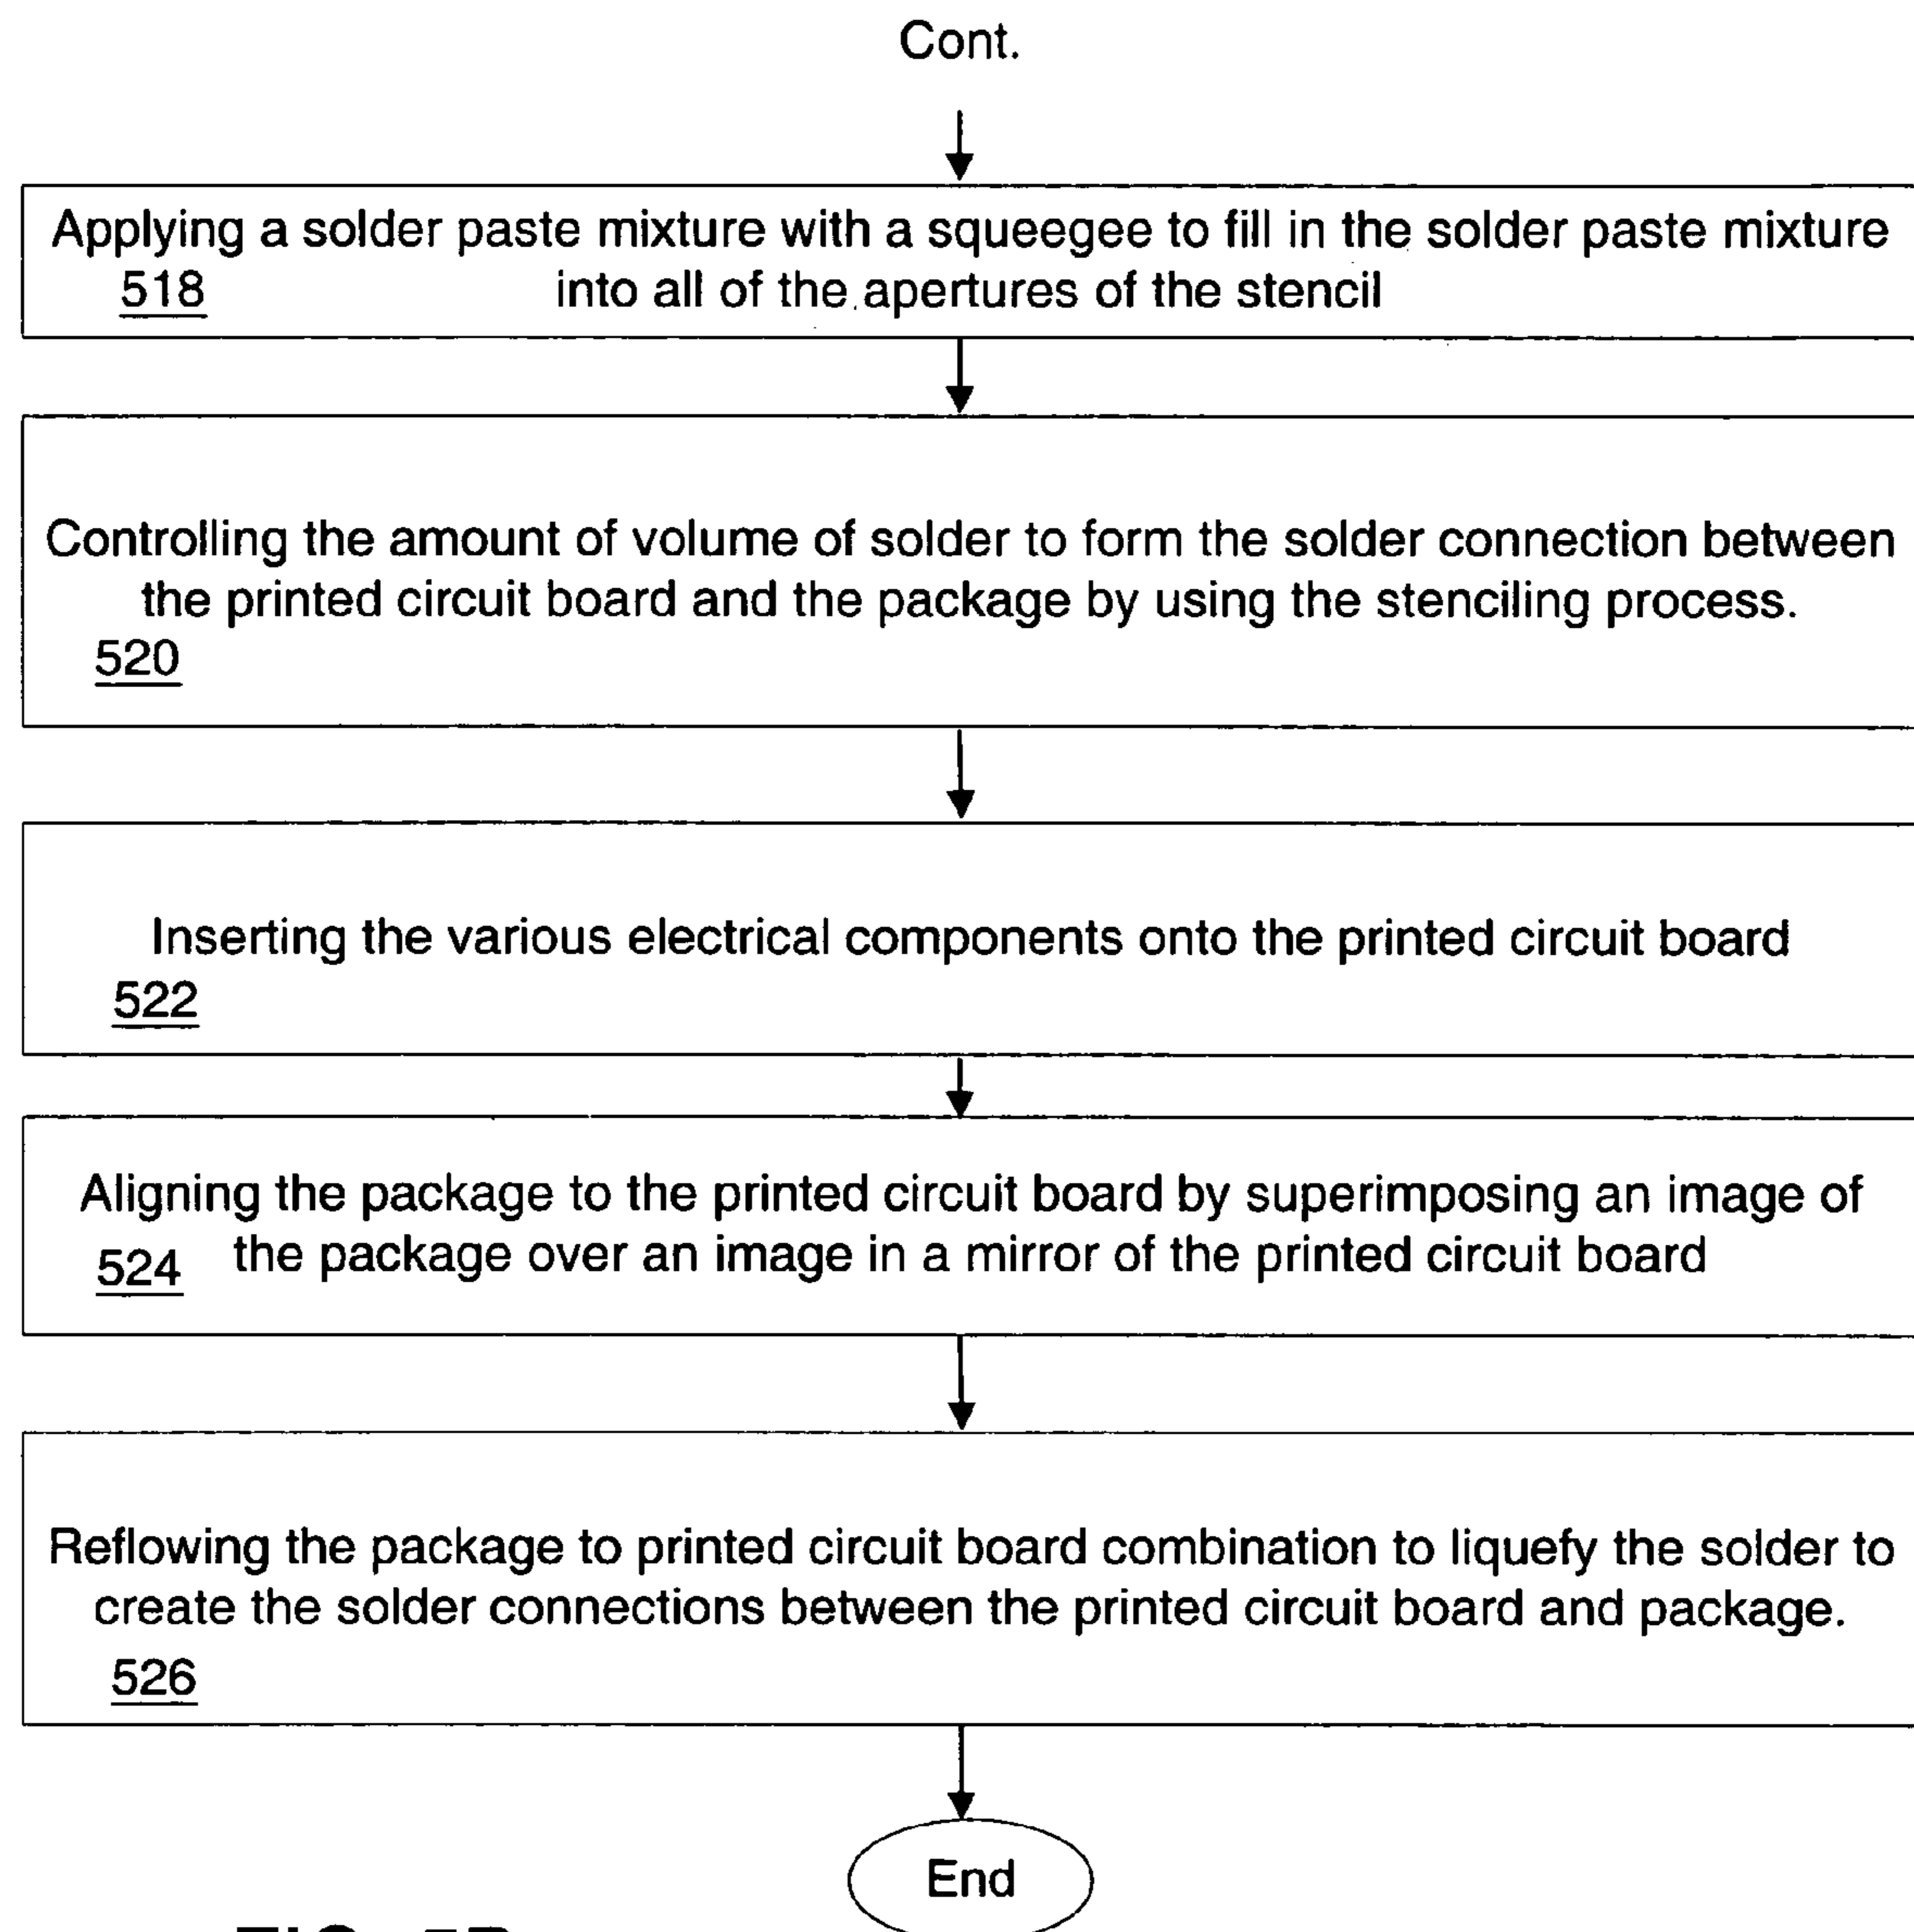 Cont.
Applying a solder paste mixture with a squeegee to fill in the solder paste mixture
518 into all of the apertures of the stencil
Controlling the amount of volume of solder to form the solder connection between
the printed circuit board and the package by using the stenciling process.
520
Inserting the various electrical components onto the printed circuit board
522
Aligning the package to the printed circuit board by superimposing an image of
524 the package over an image in a mirror of the printed circuit board
Reflowing the package to printed circuit board combination to liquefy the solder to
create the solder connections between the printed circuit board and package.
526
End